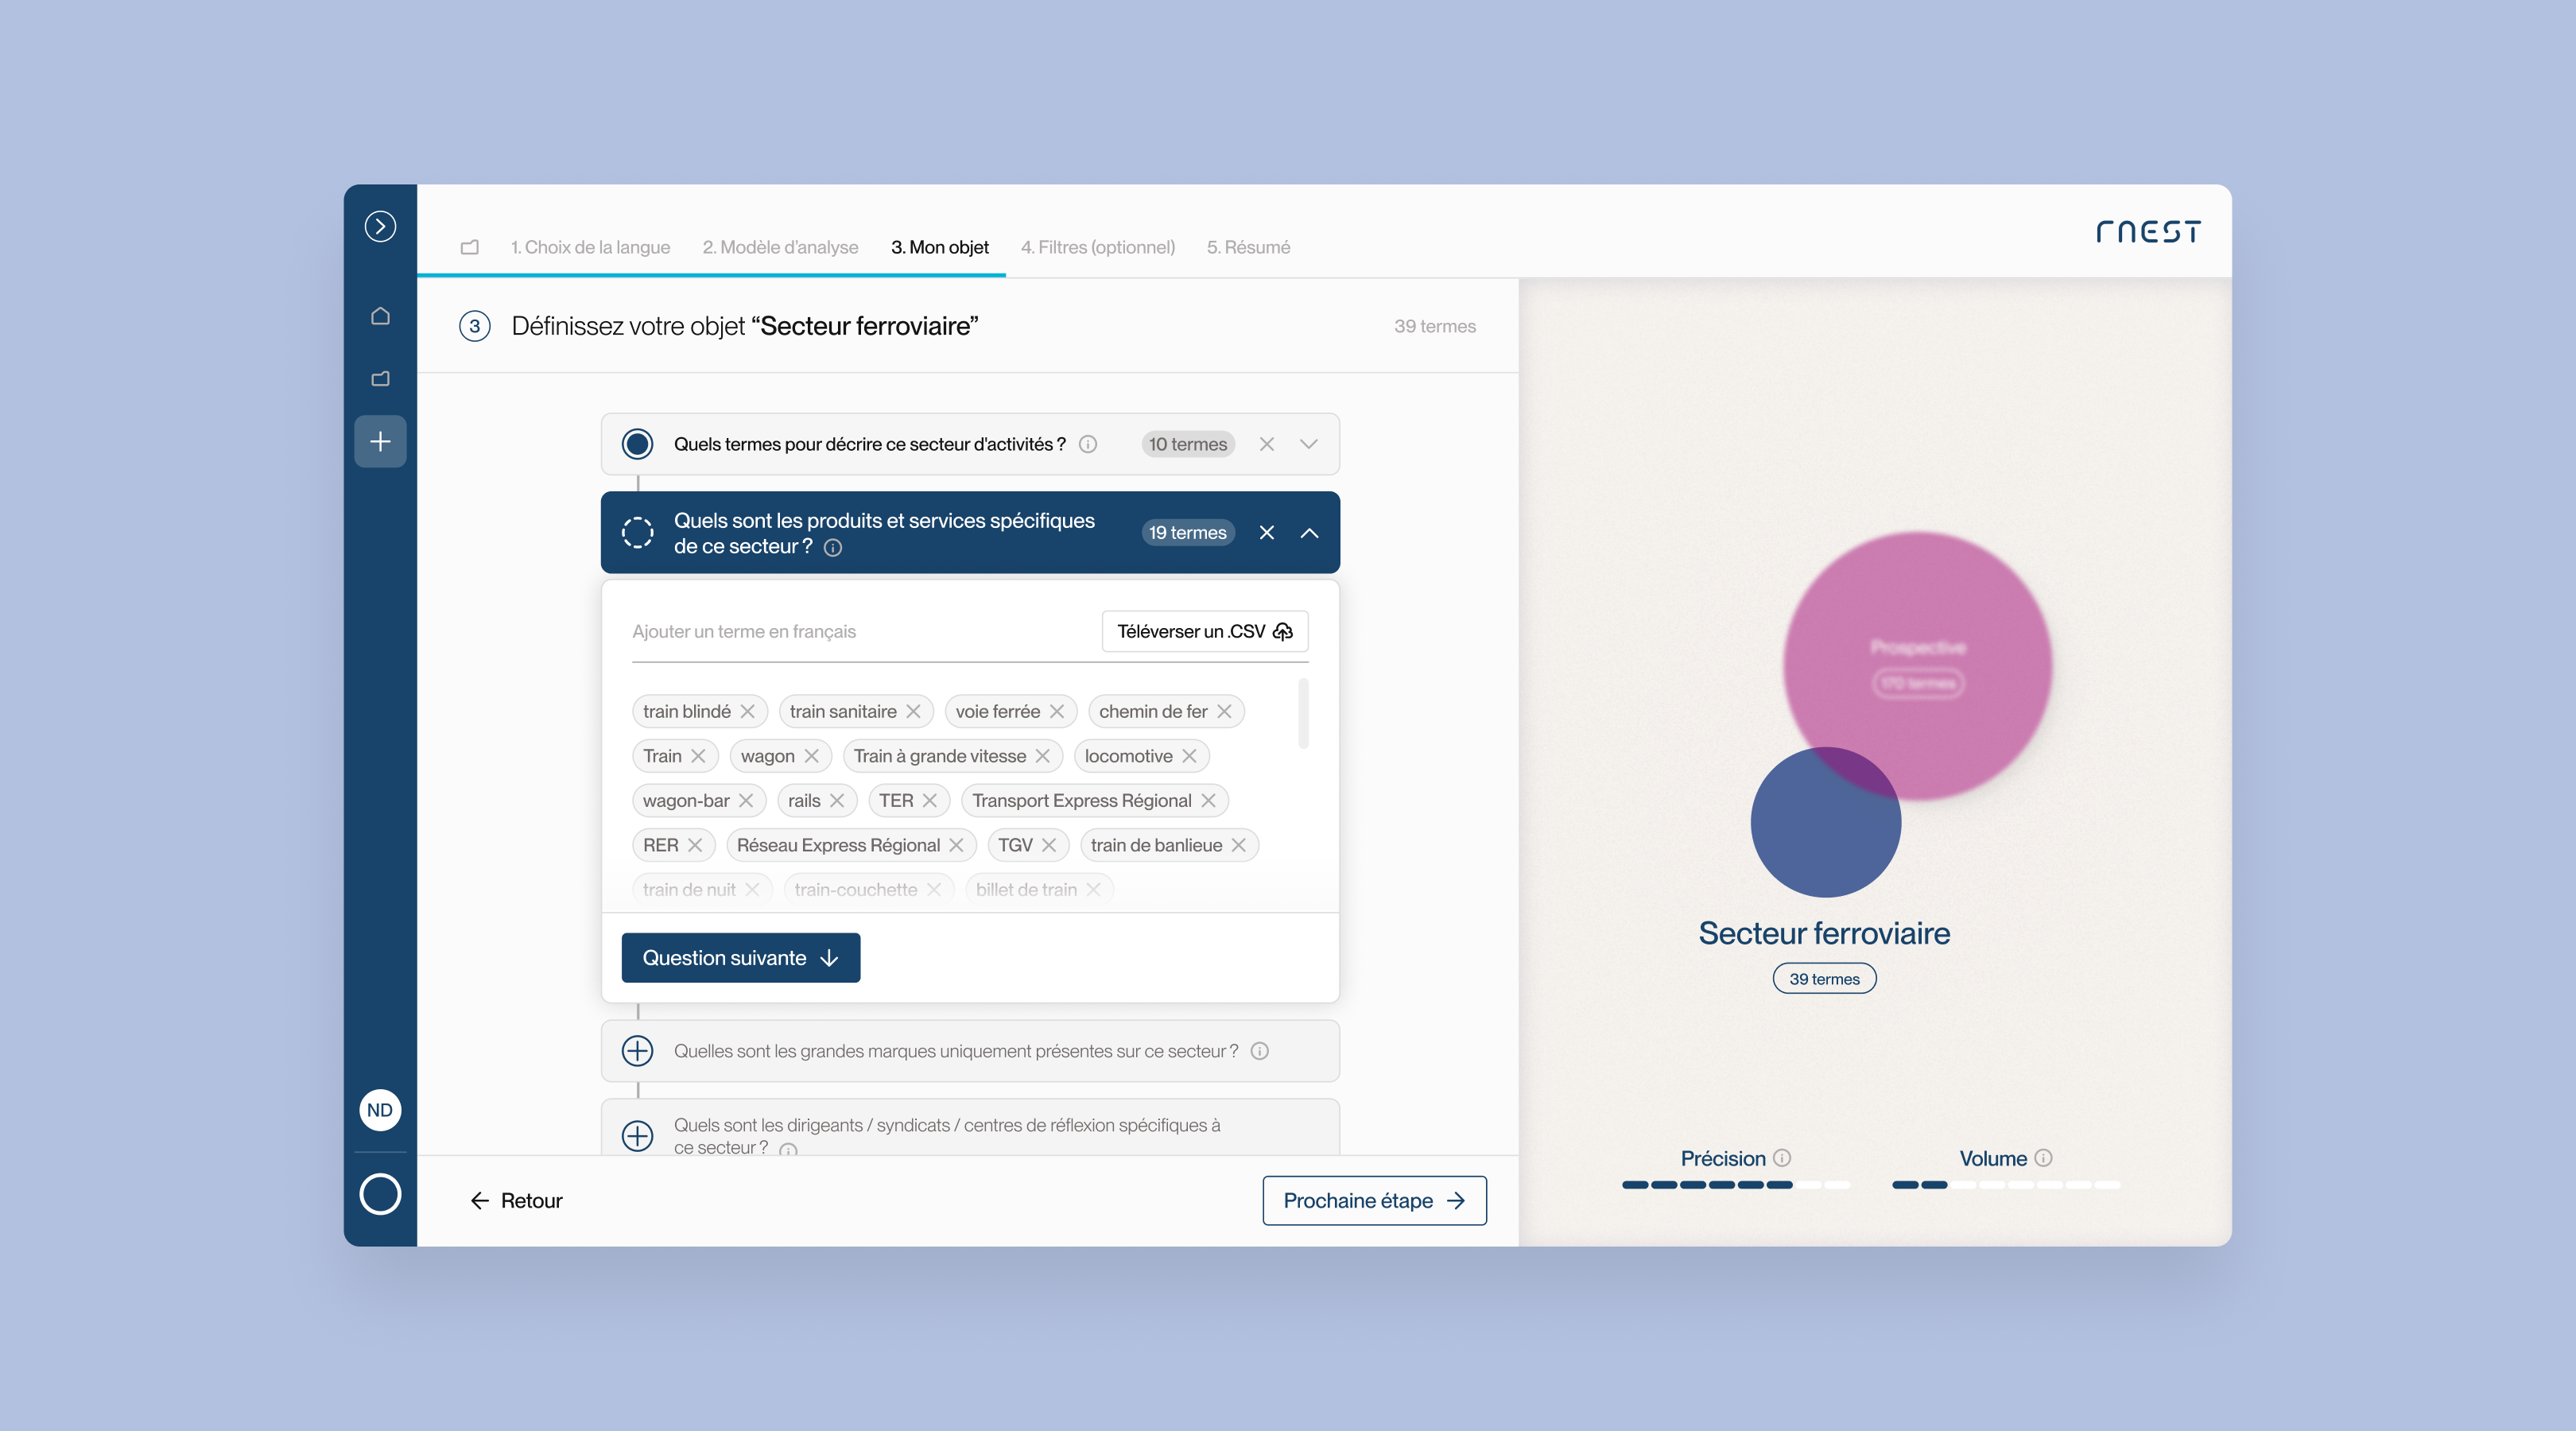 1. Choix de la langue
2. Modèle d’analyse
3. Mon objet
4. Filtres (optionnel)
5. Résumé
rnest
3
Définissez votre objet “Secteur ferroviaire”
39 termes
Quels termes pour décrire ce secteur d'activités ?
10 termes
Quels sont les produits et services spécifiques
de ce secteur ?
19 termes
Ajouter un terme en français
Téléverser un .CSV
train blindé
train sanitaire
voie ferrée
chemin de fer
Train
wagon
Train à grande vitesse
locomotive
wagon-bar
rails
TER
Transport Express Régional
RER
Réseau Express Régional
TGV
train de banlieue
train de nuit
train-couchette
billet de train
Question suivante
Quelles sont les grandes marques uniquement présentes sur ce secteur ?
Quels sont les dirigeants / syndicats / centres de réflexion spécifiques à
ce secteur ?
ND
Retour
Prochaine étape
Prospective
170 termes
Secteur ferroviaire
39 termes
Précision
Volume